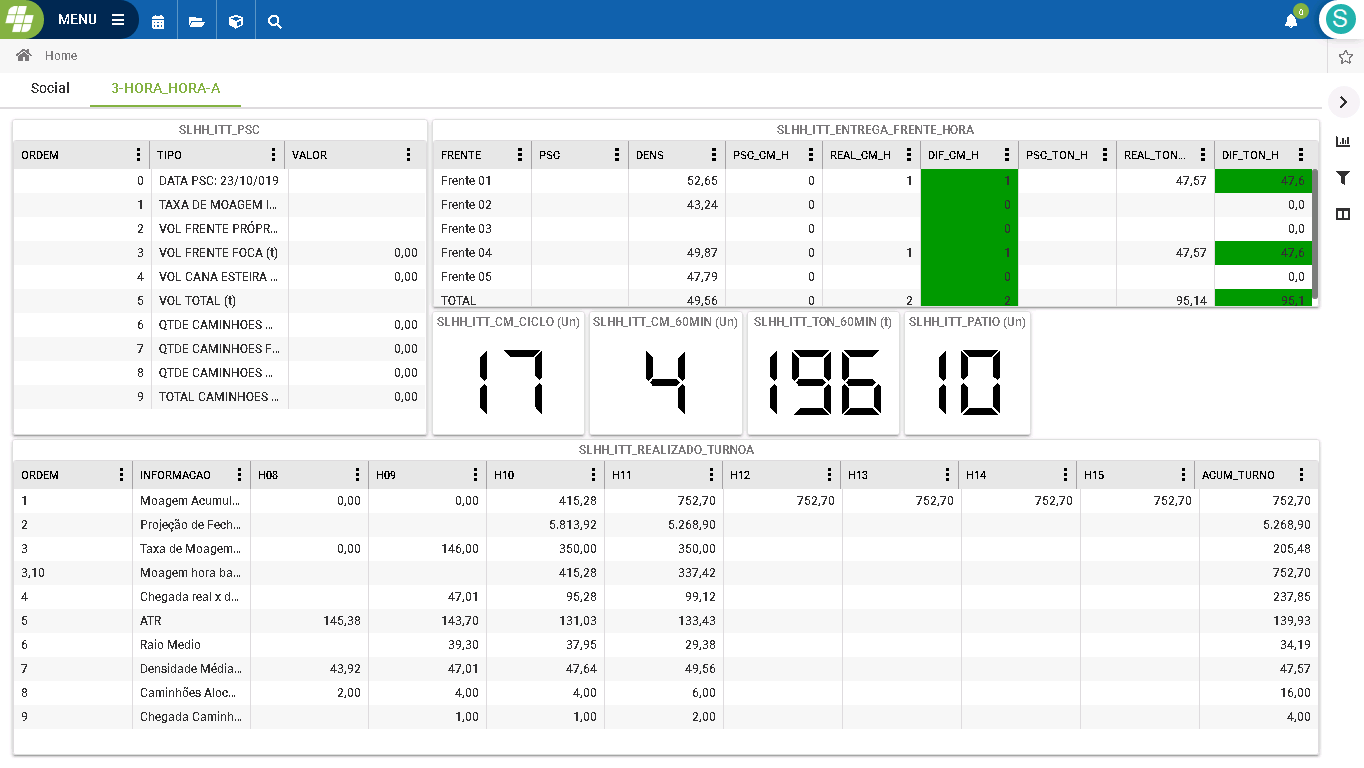 MENU
0
S
Home
Social 3-HORA_HORA-A
SLHH_ITT_PSC
ORDEM TIPO VALOR
0 DATA PSC: 23/10/019
1 TAXA DE MOAGEM I...
2 VOL FRENTE PRÓPR...
3 VOL FRENTE FOCA (t) 0,00
4 VOL CANA ESTEIRA ... 0,00
5 VOL TOTAL (t)
6 QTDE CAMINHOES ... 0,00
7 QTDE CAMINHOES F... 0,00
8 QTDE CAMINHOES ... 0,00
9 TOTAL CAMINHOES ... 0,00
SLHH_ITT_ENTREGA_FRENTE_HORA
FRENTE PSC DENS PSC_CM_H REAL_CM_H DIF_CM_H PSC_TON_H REAL_TON... DIF_TON_H
Frente 01 52,65 0 1 1 47,57 47,6
Frente 02 43,24 0 0 0,0
Frente 03 0 0 0,0
Frente 04 49,87 0 1 1 47,57 47,6
Frente 05 47,79 0 0 0,0
TOTAL 49,56 0 2 2 95,14 95,1
SLHH_ITT_CM_CICLO (Un) SLHH_ITT_CM_60MIN (Un) SLHH_ITT_TON_60MIN (t) SLHH_ITT_PATIO (Un)
17 4 196 10
SLHH_ITT_REALIZADO_TURNOA
ORDEM INFORMACAO H08 H09 H10 H11 H12 H13 H14 H15 ACUM_TURNO
1 Moagem Acumul... 0,00 0,00 415,28 752,70 752,70 752,70 752,70 752,70 752,70
2 Projeção de Fech... 5.813,92 5.268,90 5.268,90
3 Taxa de Moagem... 0,00 146,00 350,00 350,00 205,48
3,10 Moagem hora ba... 415,28 337,42 752,70
4 Chegada real x d... 47,01 95,28 99,12 237,85
5 ATR 145,38 143,70 131,03 133,43 139,93
6 Raio Medio 39,30 37,95 29,38 34,19
7 Densidade Média... 43,92 47,01 47,64 49,56 47,57
8 Caminhões Aloc... 2,00 4,00 4,00 6,00 16,00
9 Chegada Caminh... 1,00 1,00 2,00 4,00